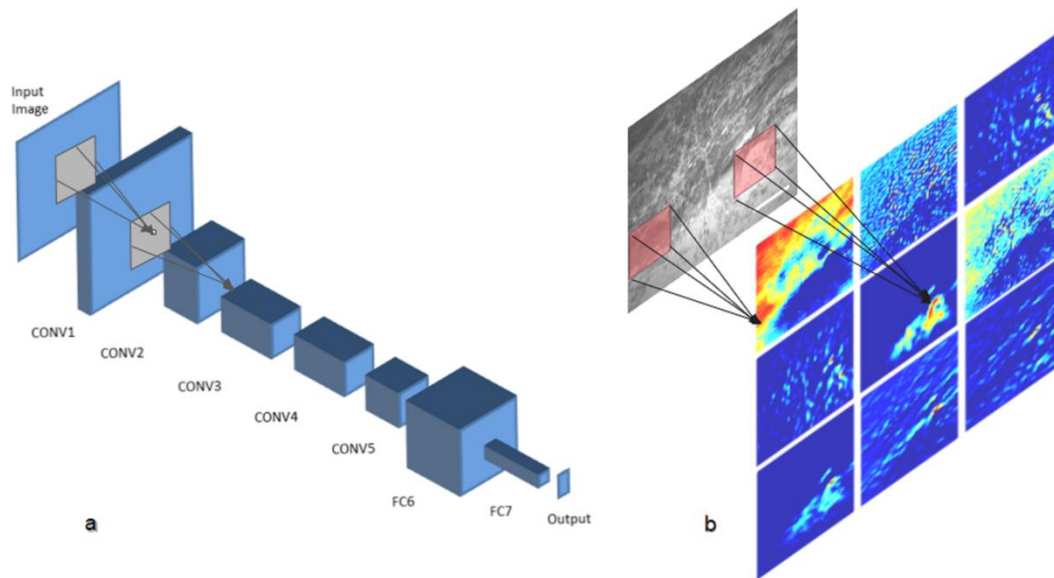 Input
Image
CONV1
CONV2
CONV3
CONV4
CONV5
FC6
FC7
Output
a
b